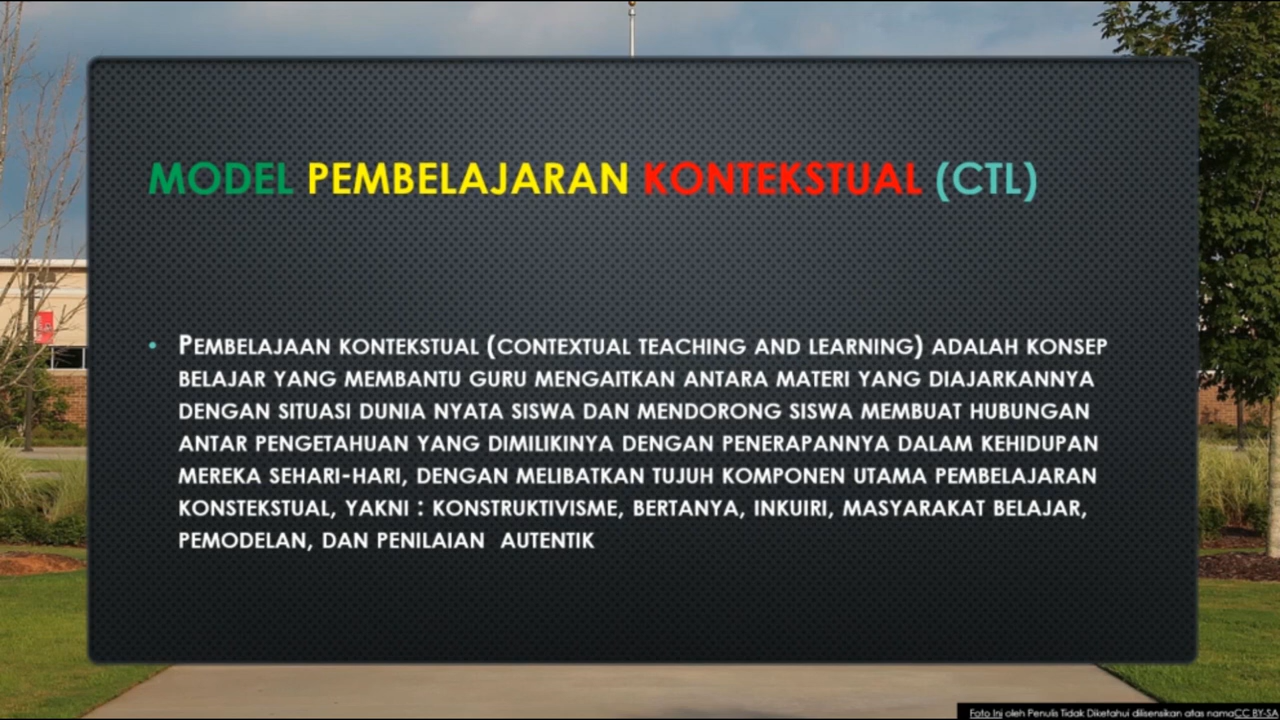 MODEL PEMBELAJARAN KONTEKSTUAL (CTL)
• PEMBELAJAAN KONTEKSTUAL (CONTEXTUAL TEACHING AND LEARNING) ADALAH KONSEP
BELAJAR YANG MEMBANTU GURU MENGAITKAN ANTARA MATERI YANG DIAJARKANNYA
DENGAN SITUASI DUNIA NYATA SISWA DAN MENDORONG SISWA MEMBUAT HUBUNGAN
ANTAR PENGETAHUAN YANG DIMILIKINYA DENGAN PENERAPANNYA DALAM KEHIDUPAN
MEREKA SEHARI-HARI, DENGAN MELIBATKAN TUJUH KOMPONEN UTAMA PEMBELAJARAN
KONSTEKSTUAL, YAKNI : KONSTRUKTIVISME, BERTANYA, INKUIRI, MASYARAKAT BELAJAR,
PEMODELAN, DAN PENILAIAN  AUTENTIK
Foto Ini oleh Penulis Tidak Diketahui dilisensikan atas namaCC BY-SA